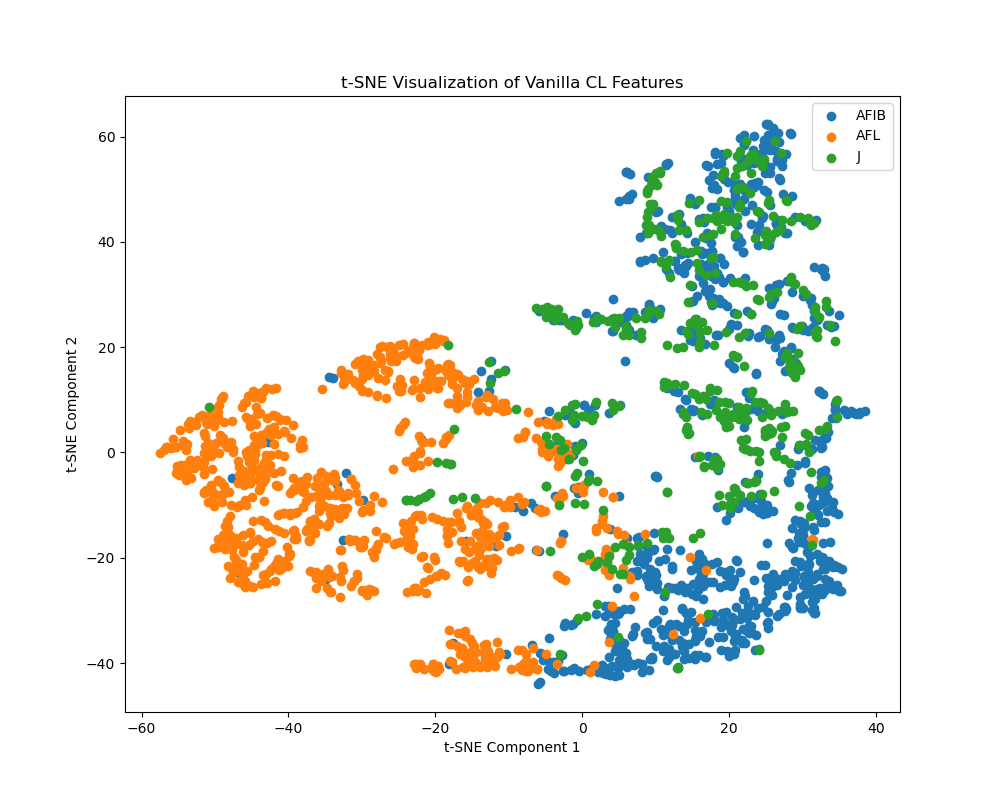 t-SNE Visualization of Vanilla CL Features
AFIB
AFL
J
60
40
20
0
−20
−40
t-SNE Component 2
−60
−40
−20
0
20
40
t-SNE Component 1